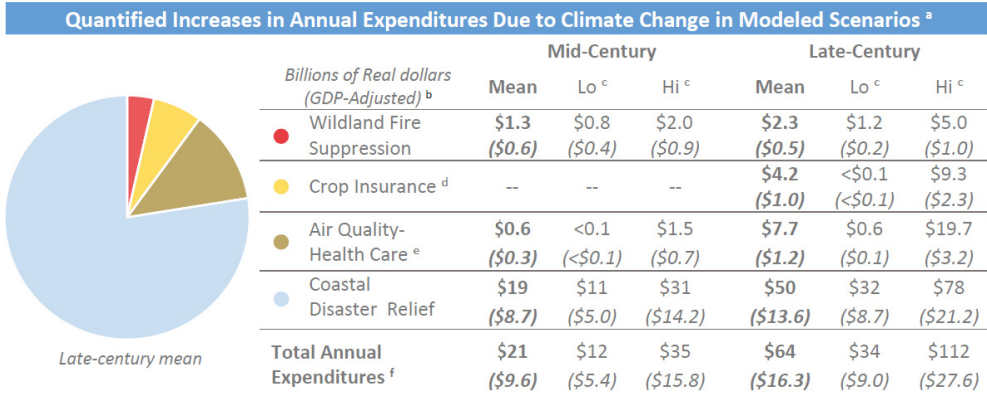 Quantified Increases in Annual Expenditures Due to Climate Change in Modeled Scenarios a
Mid-Century Late-Century
Billions of Real dollars
(GDP-Adjusted) b Mean Lo c Hi c Mean Lo c Hi c
Wildland Fire $1.3 $0.8 $2.0 $2.3 $1.2 $5.0
Suppression ($0.6) ($0.4) ($0.9) ($0.5) ($0.2) ($1.0)
Crop Insurance d -- -- -- $4.2 <$0.1 $9.3
($1.0) (<$0.1) ($2.3)
Air Quality- $0.6 <0.1 $1.5 $7.7 $0.6 $19.7
Health Care e ($0.3) (<$0.1) ($0.7) ($1.2) ($0.1) ($3.2)
Coastal $19 $11 $31 $50 $32 $78
Disaster Relief ($8.7) ($5.0) ($14.2) ($13.6) ($8.7) ($21.2)
Total Annual $21 $12 $35 $64 $34 $112
Expenditures f ($9.6) ($5.4) ($15.8) ($16.3) ($9.0) ($27.6)
Late-century mean